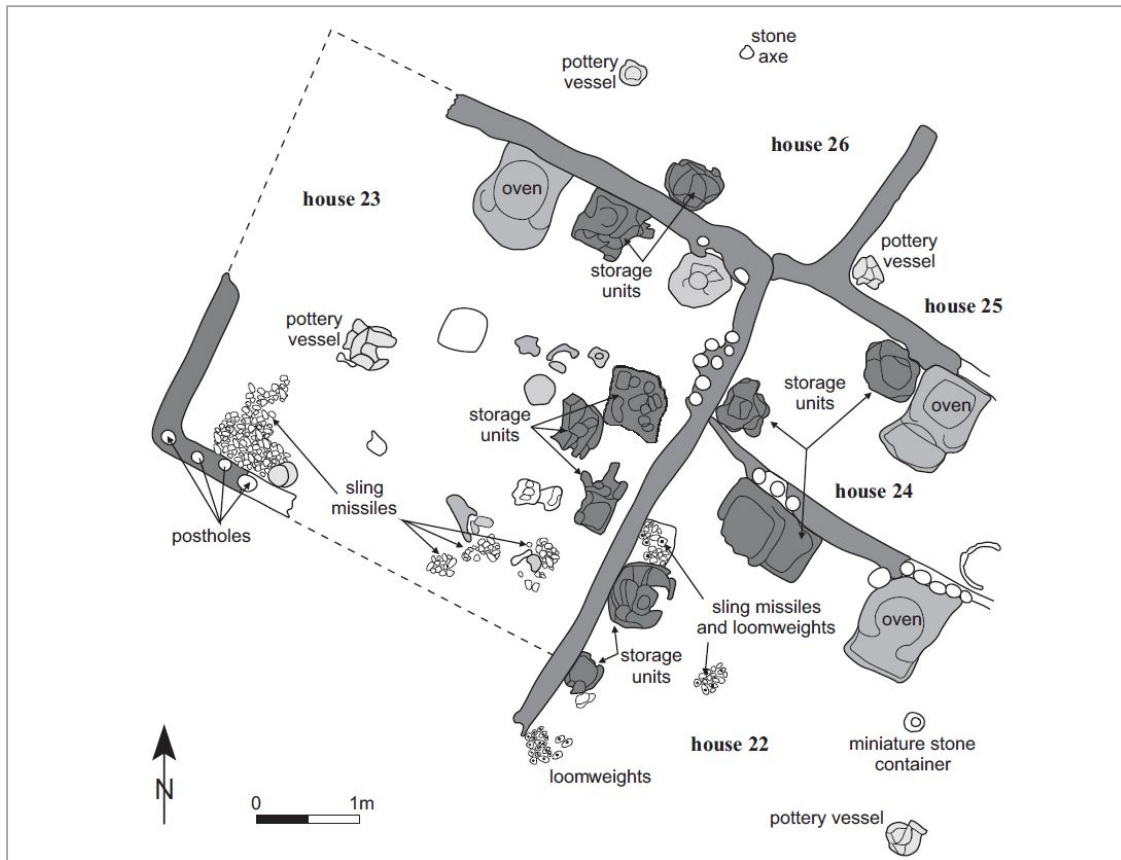 stone
axe
pottery
vessel
house 26
oven
house 23
storage
units
pottery
vessel
house 25
pottery
vessel
storage
units
oven
storage
units
house 24
sling
missiles
postholes
sling missiles
and loomweights
oven
storage
units
house 22
miniature stone
container
loomweights
N
0 1m
pottery vessel